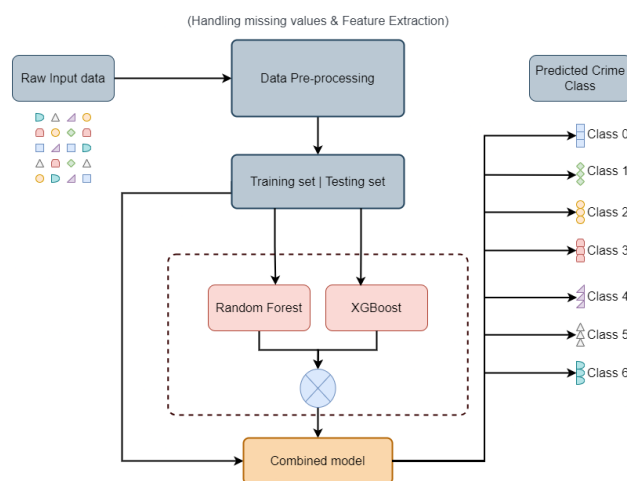 (Handling missing values & Feature Extraction)
Raw Input data
Data Pre-processing
Predicted Crime
Class
Training set | Testing set
Random Forest
XGBoost
Combined model
Class 0
Class 1
Class 2
Class 3
Class 4
Class 5
Class 6